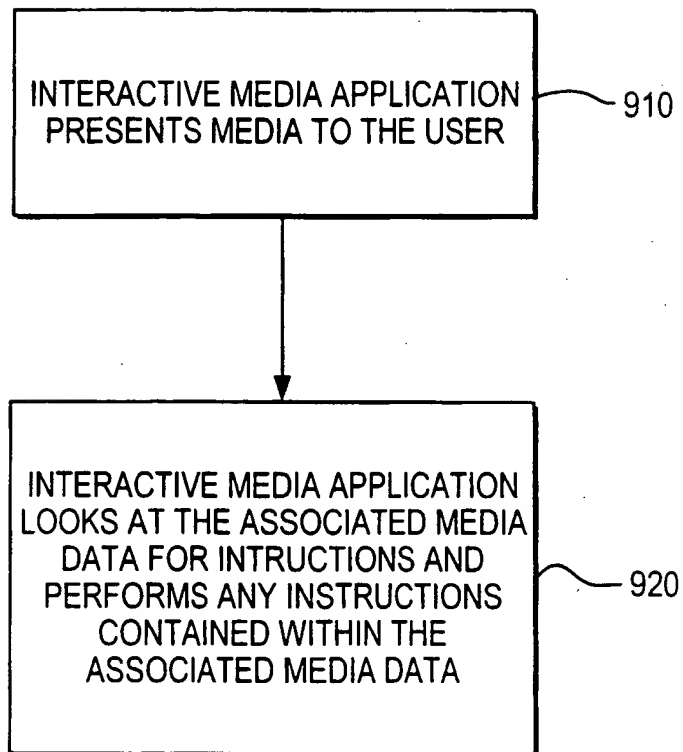 INTERACTIVE MEDIA APPLICATION
PRESENTS MEDIA TO THE USER
910
INTERACTIVE MEDIA APPLICATION
LOOKS AT THE ASSOCIATED MEDIA
DATA FOR INTRUCTIONS AND
PERFORMS ANY INSTRUCTIONS
CONTAINED WITHIN THE
ASSOCIATED MEDIA DATA
920